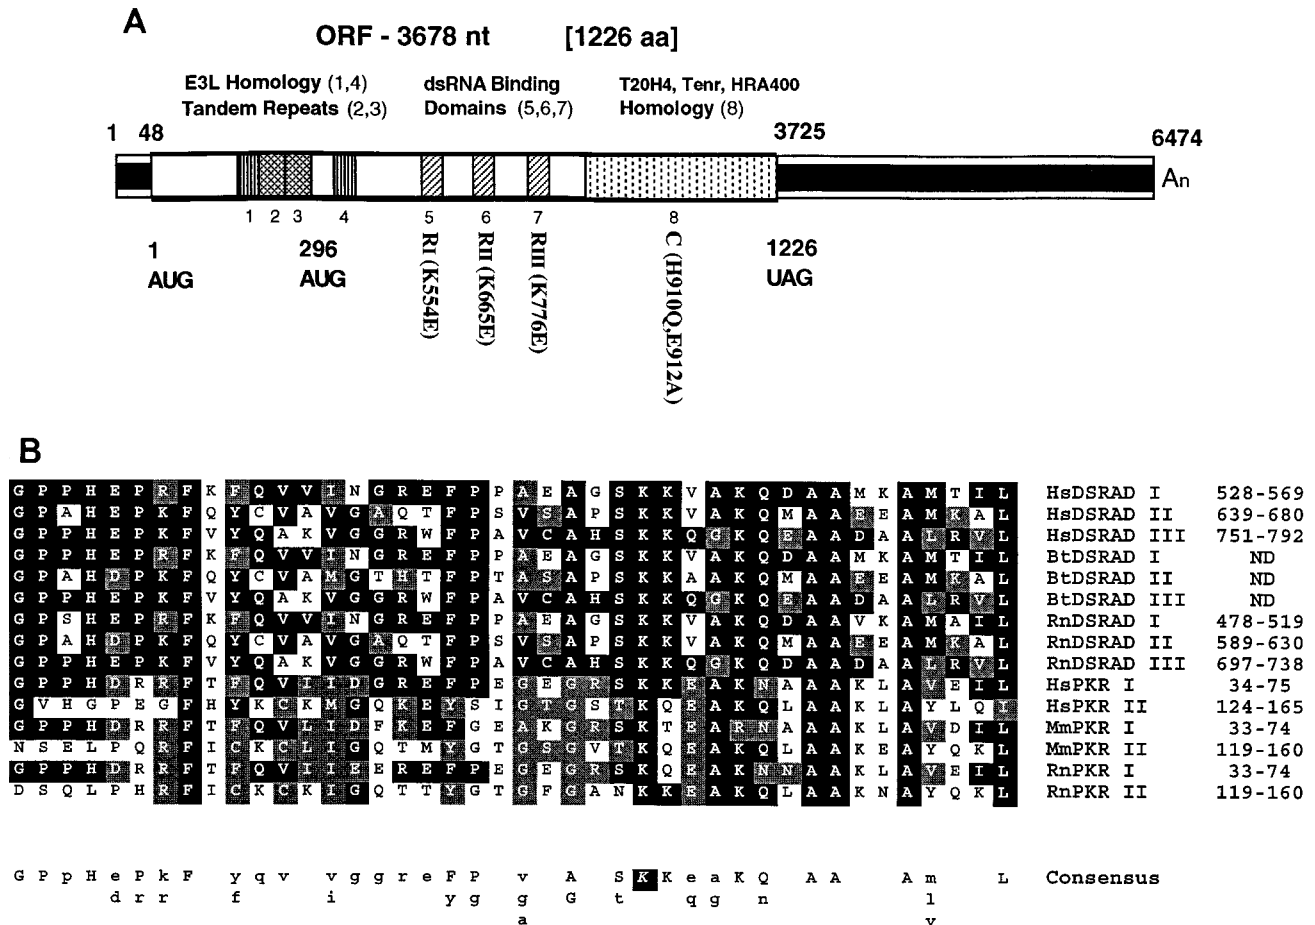 A
ORF - 3678 nt [1226 aa]
E3L Homology (1,4) dsRNA Binding T20H4, Tenr, HRA400
Tandem Repeats (2,3) Domains (5,6,7) Homology (8)
1 48 3725 6474
An
1 2 3 4 5 6 7 8
1 296 1226
AUG AUG UAG
RI (K554E)
RII (K665E)
RIII (K776E)
C (H910Q,E912A)
B
G P P H E P R F K F Q V V I N G R E F P P A E A G S K K V A K Q D A A M K A M T I L HsDSRAD I 528-569
G P A H E P K F Q Y C V A V G A Q T F P S V S A P S K K V A K Q M A A E E A M K A L HsDSRAD II 639-680
G P P H E P K F V Y Q A K V G G R W F P A V C A H S K K Q G K Q E A A D A A L R V L HsDSRAD III 751-792
G P P H E P R F K F Q V V I N G R E F P P A E A G S K K V A K Q D A A M K A M T I L BtDSRAD I ND
G P A H D P K F Q Y C V A M G T H T F P T A S A P S K K A A K Q M A A E E A M K A L BtDSRAD II ND
G P P H E P K F V Y Q A K V G G R W F P A V C A H S K K Q G K Q E A A D A A L R V L BtDSRAD III ND
G P S H E P R F K F Q V V I N G R E F P P A E A G S K K V A K Q D A A V K A M A I L RnDSRAD I 478-519
G P A H D P K F Q Y C V A V G A Q T F P S V S A P S K K V A K Q M A A E E A M K A L RnDSRAD II 589-630
G P P H E P K F V Y Q A K V G G R W F P A V C A H S K K Q G K Q D A A D A A L R V L RnDSRAD III 697-738
G P P H D R R F T F Q V I I D G R E F P E G E G R S K K E A K N A A A K L A V E I L HsPKR I 34-75
G V H G P E G F H Y K C K M G Q K E Y S I G T G S T K Q E A K Q L A A K L A Y L Q I HsPKR II 124-165
G P P H D R R F T F Q V L I D F K E F G E A K G R S K T E A R N A A A K L A V D I L MmPKR I 33-74
N S E L P Q R F I C K C L I G Q T M Y G T G S G V T K Q E A K Q L A A K E A Y Q K L MmPKR II 119-160
G P P H D R R F T F Q V I I E E R E F P E G E G R S K Q E A K N N A A K L A V E I L RnPKR I 33-74
D S Q L P H R F I C K C K I G Q T T Y G T G F G A N K K E A K Q L A A K N A Y Q K L RnPKR II 119-160
G P p H e P k F y q v v g g r e F P v A S K K e a K Q A A A m L Consensus
d r r f i y g g G t q g n l
a v